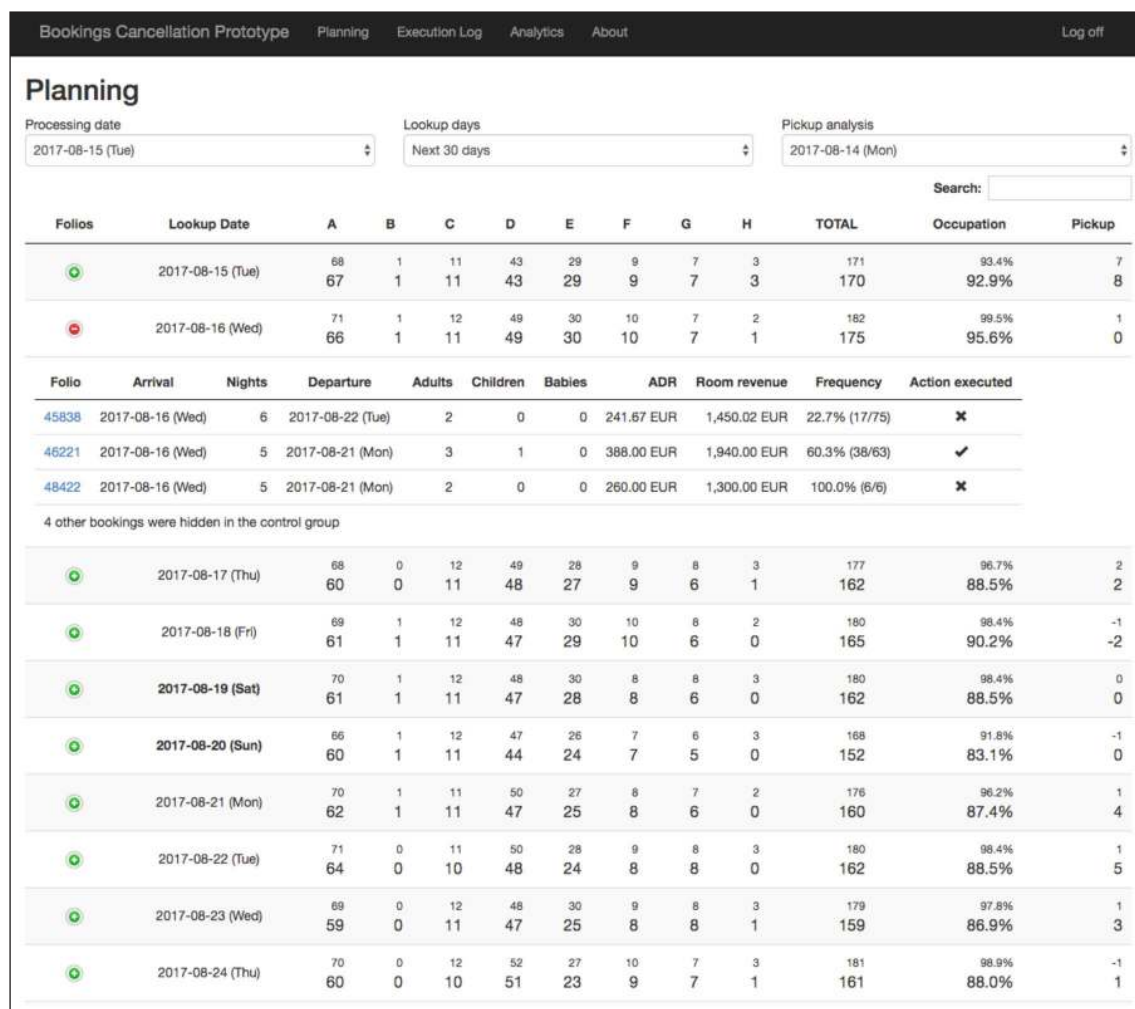 Bookings Cancellation Prototype Planning Execution Log Analytics About Log off
Planning
Processing date Lookup days Pickup analysis
2017-08-15 (Tue) Next 30 days 2017-08-14 (Mon)
Search:
Folios Lookup Date A B C D E F G H TOTAL Occupation Pickup
68 1 11 43 29 9 7 3 171 93.4% 7
2017-08-15 (Tue)
67 1 11 43 29 9 7 3 170 92.9% 8
71 1 12 49 30 10 7 2 182 99.5% 1
2017-08-16 (Wed)
66 1 11 49 30 10 7 1 175 95.6% 0
Folio Arrival Nights Departure Adults Children Babies ADR Room revenue Frequency Action executed
45838 2017-08-16 (Wed) 6 2017-08-22 (Tue) 2 0 0 241.67 EUR 1,450.02 EUR 22.7% (17/75)
46221 2017-08-16 (Wed) 5 2017-08-21 (Mon) 3 1 0 388.00 EUR 1,940.00 EUR 60.3% (38/63)
48422 2017-08-16 (Wed) 5 2017-08-21 (Mon) 2 0 0 260.00 EUR 1,300.00 EUR 100.0% (6/6)
4 other bookings were hidden in the control group
68 0 12 49 28 9 8 3 177 96.7% 2
2017-08-17 (Thu)
60 0 11 48 27 9 6 1 162 88.5% 2
69 1 12 48 30 10 8 2 180 98.4% -1
2017-08-18 (Fri)
61 1 11 47 29 10 6 0 165 90.2% -2
70 1 12 48 30 8 8 3 180 98.4% 0
2017-08-19 (Sat)
61 1 11 47 28 8 6 0 162 88.5% 0
66 1 12 47 26 7 6 3 168 91.8% -1
2017-08-20 (Sun)
60 1 11 44 24 7 5 0 152 83.1% 0
70 1 11 50 27 8 7 2 176 96.2% 1
2017-08-21 (Mon)
62 1 11 47 25 8 6 0 160 87.4% 4
71 0 11 50 28 9 8 3 180 98.4% 1
2017-08-22 (Tue)
64 0 10 48 24 8 8 0 162 88.5% 5
69 0 12 48 30 9 8 3 179 97.8% 1
2017-08-23 (Wed)
59 0 11 47 25 8 8 1 159 86.9% 3
70 0 12 52 27 10 7 3 181 98.9% -1
2017-08-24 (Thu)
60 0 10 51 23 9 7 1 161 88.0% 1